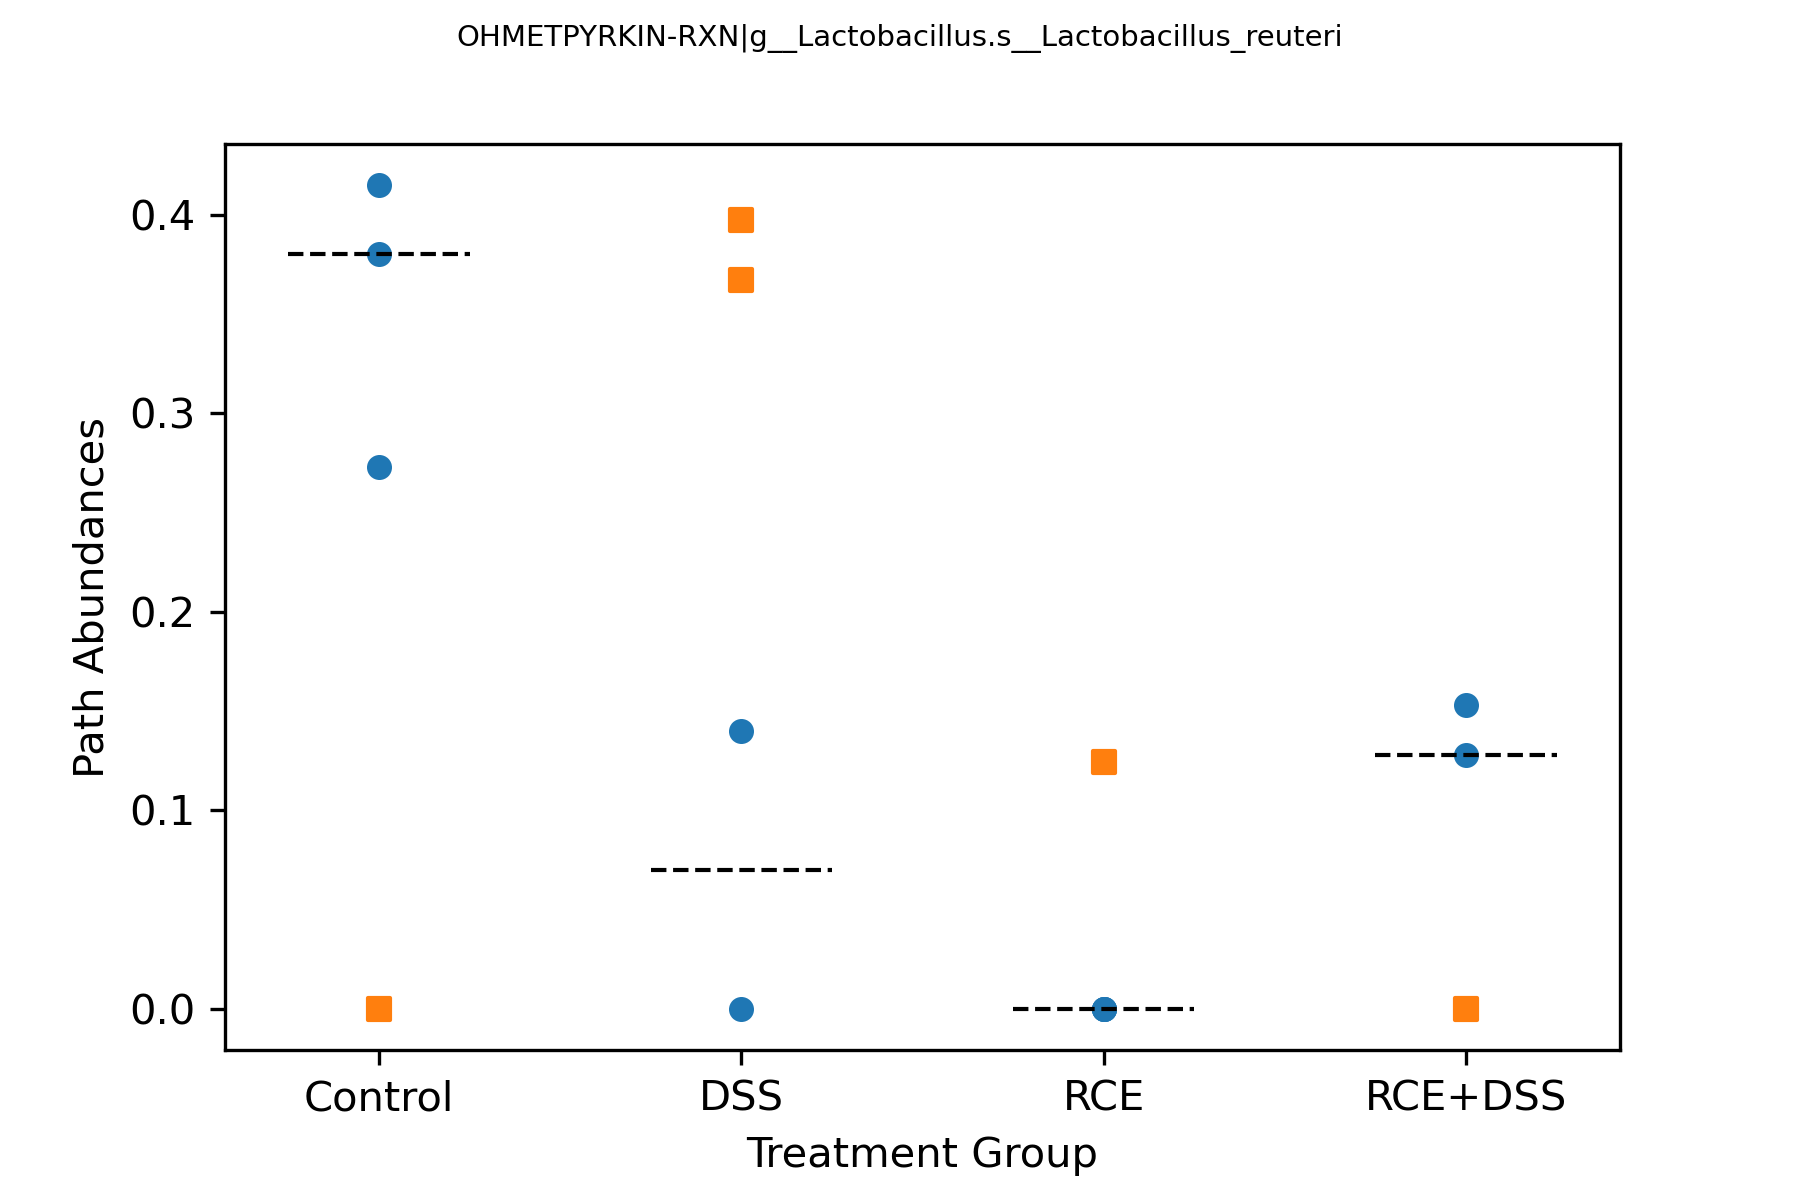 OHMETPYRKIN-RXN|g__Lactobacillus.s__Lactobacillus_reuteri
Path Abundances
0.4
0.3
0.2
0.1
0.0
Control DSS RCE RCE+DSS
Treatment Group